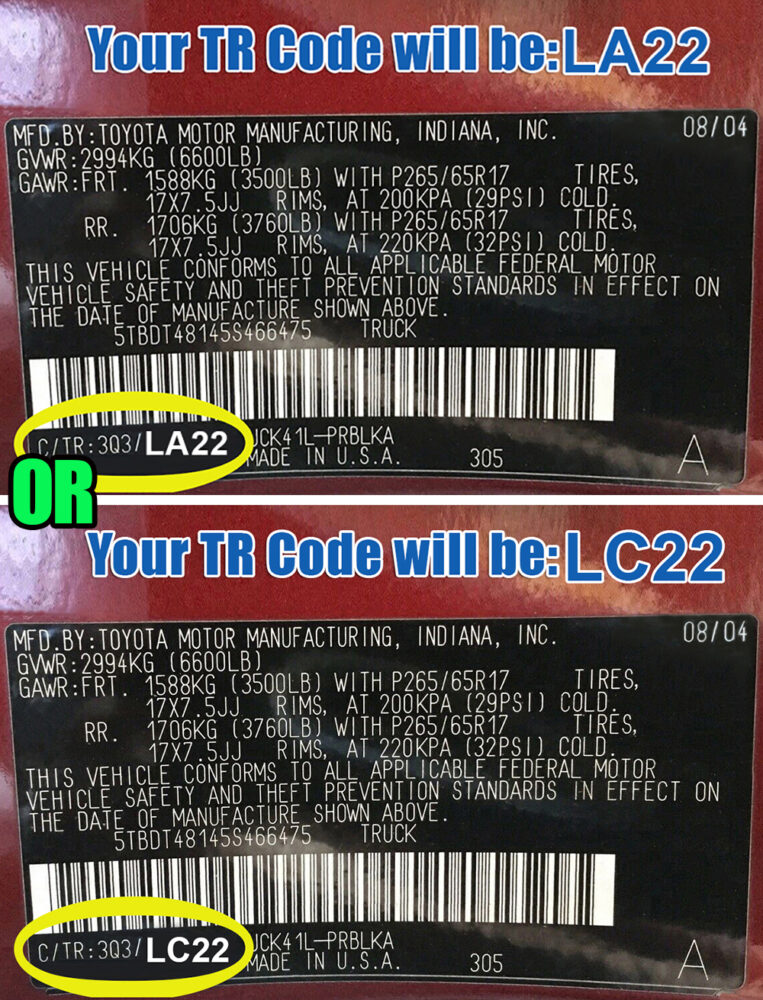 Your TR Code will be:LA22
MFD.BY:TOYOTA MOTOR MANUFACTURING, INDIANA, INC. 08/04
GVWR:2994KG (6600LB)
GAWR:FRT. 1588KG (3500LB) WITH P265/65R17 TIRES,
17X7.5JJ RIMS, AT 200KPA (29PSI) COLD.
RR. 1706KG (3760LB) WITH P265/65R17 TIRES,
17X7.5JJ RIMS, AT 220KPA (32PSI) COLD.
THIS VEHICLE CONFORMS TO ALL APPLICABLE FEDERAL MOTOR
VEHICLE SAFETY AND THEFT PREVENTION STANDARDS IN EFFECT ON
THE DATE OF MANUFACTURE SHOWN ABOVE.
5TBDT48145S466475 TRUCK
C/TR:3Q3/LA22 UCK41L-PRBLKA
MADE IN U.S.A. 305 A
OR
Your TR Code will be:LC22
MFD.BY:TOYOTA MOTOR MANUFACTURING, INDIANA, INC. 08/04
GVWR:2994KG (6600LB)
GAWR:FRT. 1588KG (3500LB) WITH P265/65R17 TIRES,
17X7.5JJ RIMS, AT 200KPA (29PSI) COLD.
RR. 1706KG (3760LB) WITH P265/65R17 TIRES,
17X7.5JJ RIMS, AT 220KPA (32PSI) COLD.
THIS VEHICLE CONFORMS TO ALL APPLICABLE FEDERAL MOTOR
VEHICLE SAFETY AND THEFT PREVENTION STANDARDS IN EFFECT ON
THE DATE OF MANUFACTURE SHOWN ABOVE.
5TBDT48145S466475 TRUCK
C/TR:3Q3/LC22 UCK41L-PRBLKA
MADE IN U.S.A. 305 A